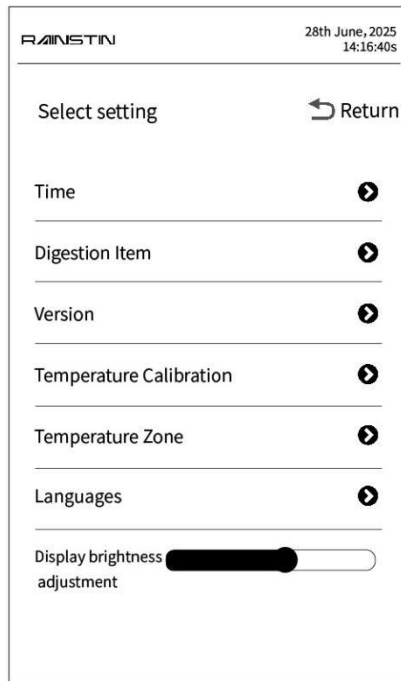 RAINSTIN
28th June, 2025
14:16:40s
Select setting
Return
Time
Digestion Item
Version
Temperature Calibration
Temperature Zone
Languages
Display brightness
adjustment